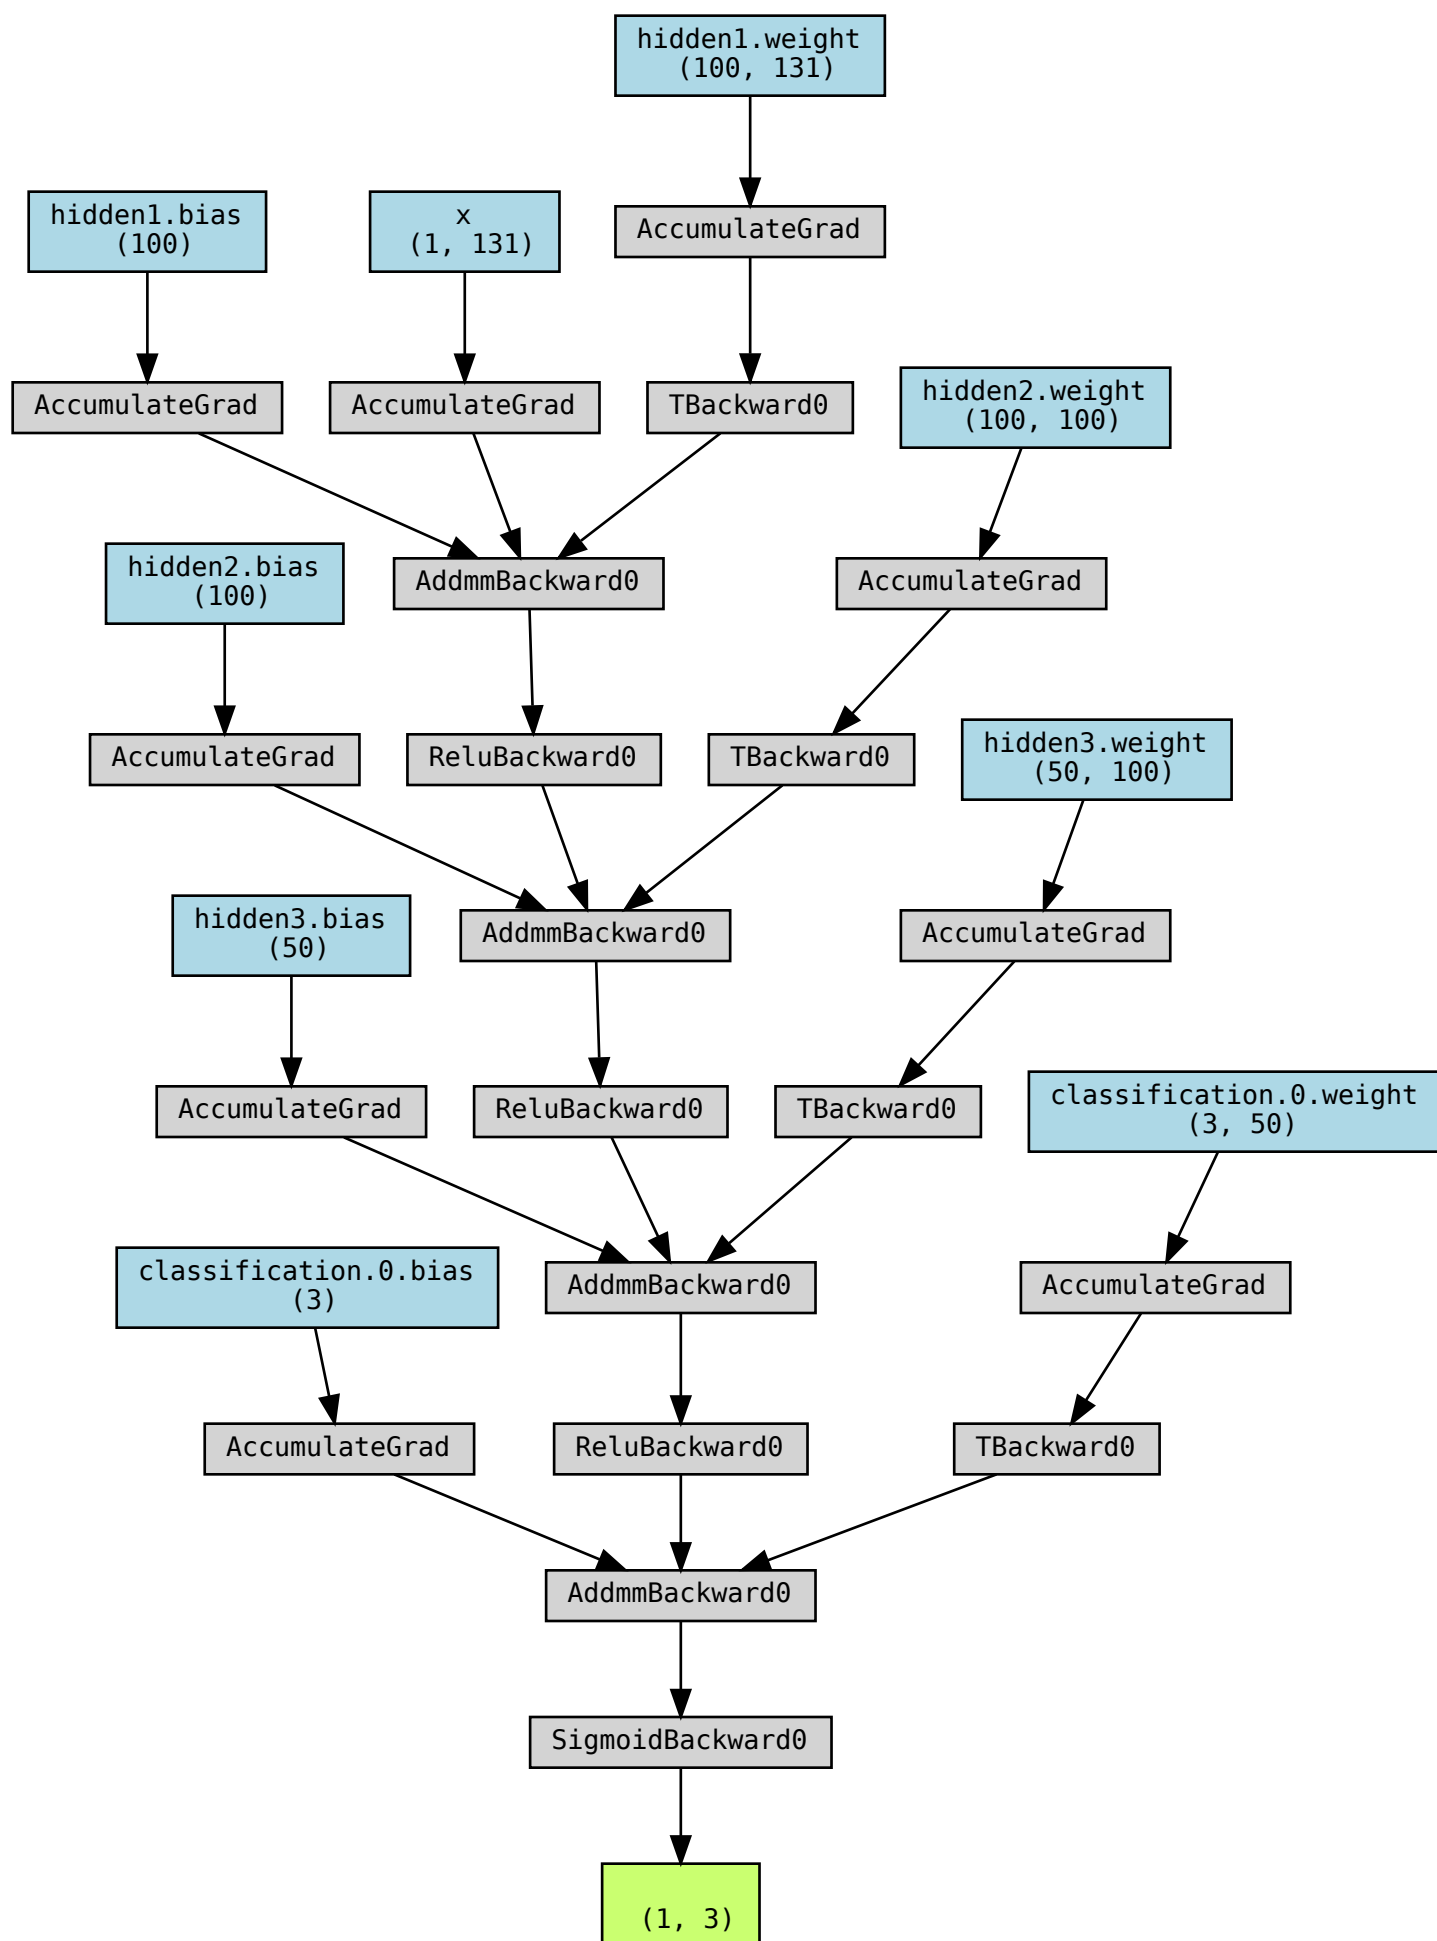 hidden1.weight
(100, 131)
hidden1.bias
(100)
x
(1, 131)
AccumulateGrad
AccumulateGrad
AccumulateGrad
TBackward0
hidden2.weight
(100, 100)
hidden2.bias
(100)
AddmmBackward0
AccumulateGrad
AccumulateGrad
ReluBackward0
TBackward0
hidden3.weight
(50, 100)
hidden3.bias
(50)
AddmmBackward0
AccumulateGrad
AccumulateGrad
ReluBackward0
TBackward0
classification.0.weight
(3, 50)
classification.0.bias
(3)
AddmmBackward0
AccumulateGrad
AccumulateGrad
ReluBackward0
TBackward0
AddmmBackward0
SigmoidBackward0
(1, 3)